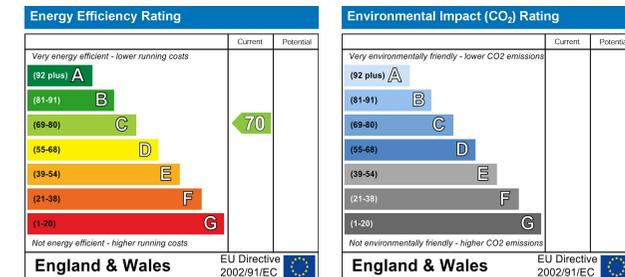 Energy Efficiency Rating
Current Potential
Very energy efficient - lower running costs
(92 plus) A
(81-91) B
(69-80) C 70
(55-68) D
(39-54) E
(21-38) F
(1-20) G
Not energy efficient - higher running costs
England & Wales
EU Directive
2002/91/EC
Environmental Impact (CO₂) Rating
Current Potentia
Very environmentally friendly - lower CO2 emissions
(92 plus) A
(81-91) B
(69-80) C
(55-68) D
(39-54) E
(21-38) F
(1-20) G
Not environmentally friendly - higher CO2 emissions
England & Wales
EU Directive
2002/91/EC